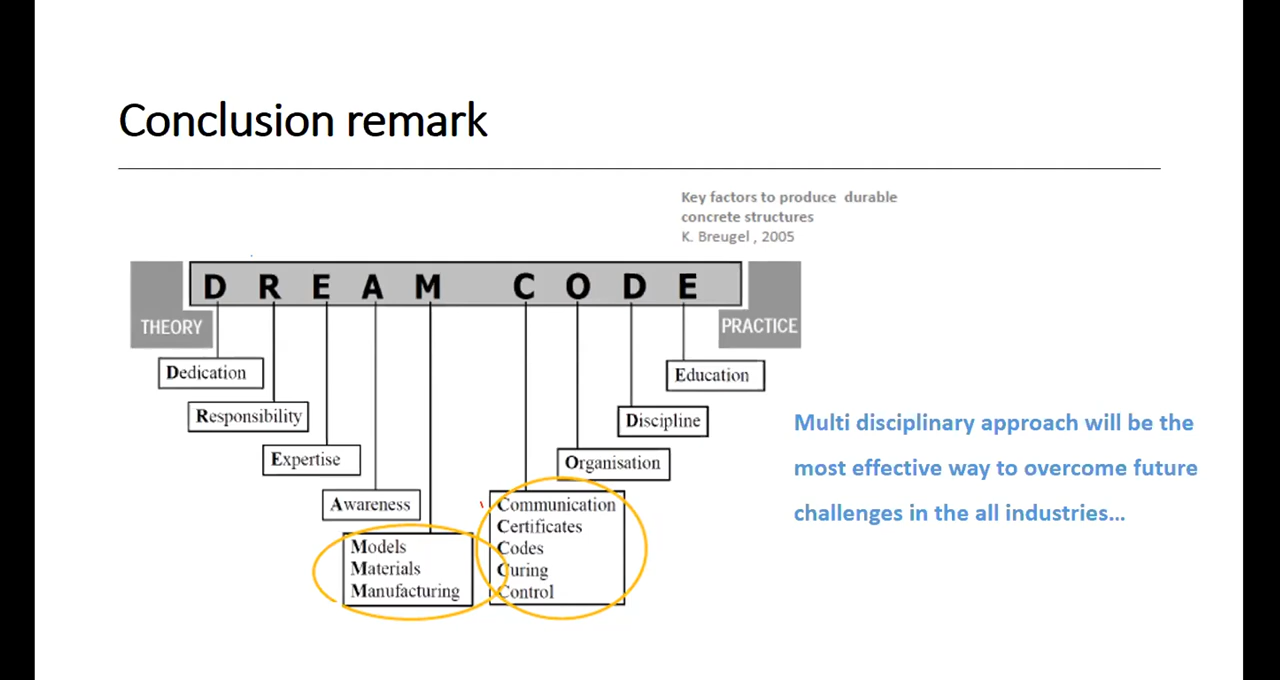 Conclusion remark
Key factors to produce durable
concrete structures
K. Breugel , 2005
D R E A M C O D E
THEORY
PRACTICE
Dedication
Education
Responsibility
Discipline
Expertise
Organisation
Awareness
Communication
Certificates
Codes
Curing
Control
Models
Materials
Manufacturing
Multi disciplinary approach will be the
most effective way to overcome future
challenges in the all industries...